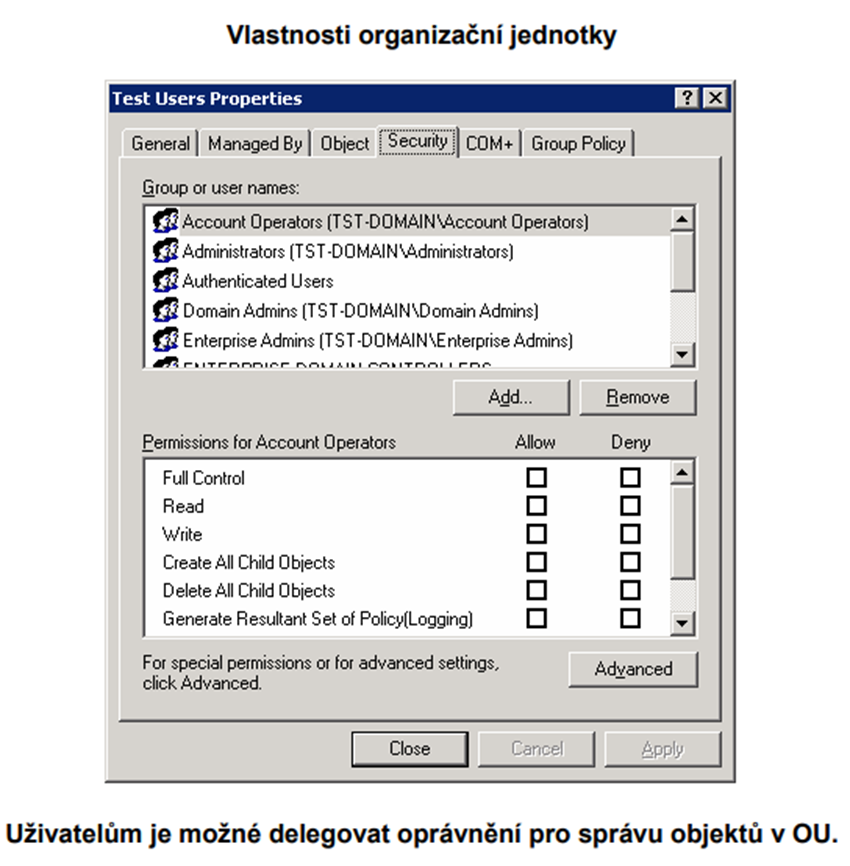 Vlastnosti organizační jednotky
Test Users Properties
General Managed By Object Security COM+ Group Policy
Group or user names:
Account Operators (TST-DOMAIN\Account Operators)
Administrators (TST-DOMAIN\Administrators)
Authenticated Users
Domain Admins (TST-DOMAIN\Domain Admins)
Enterprise Admins (TST-DOMAIN\Enterprise Admins)
ENTERPRISE DOMAIN CONTROLLERS
Add... Remove
Permissions for Account Operators Allow Deny
Full Control
Read
Write
Create All Child Objects
Delete All Child Objects
Generate Resultant Set of Policy(Logging)
For special permissions or for advanced settings,
click Advanced.
Advanced
Close Cancel Apply
Uživatelům je možné delegovat oprávnění pro správu objektů v OU.